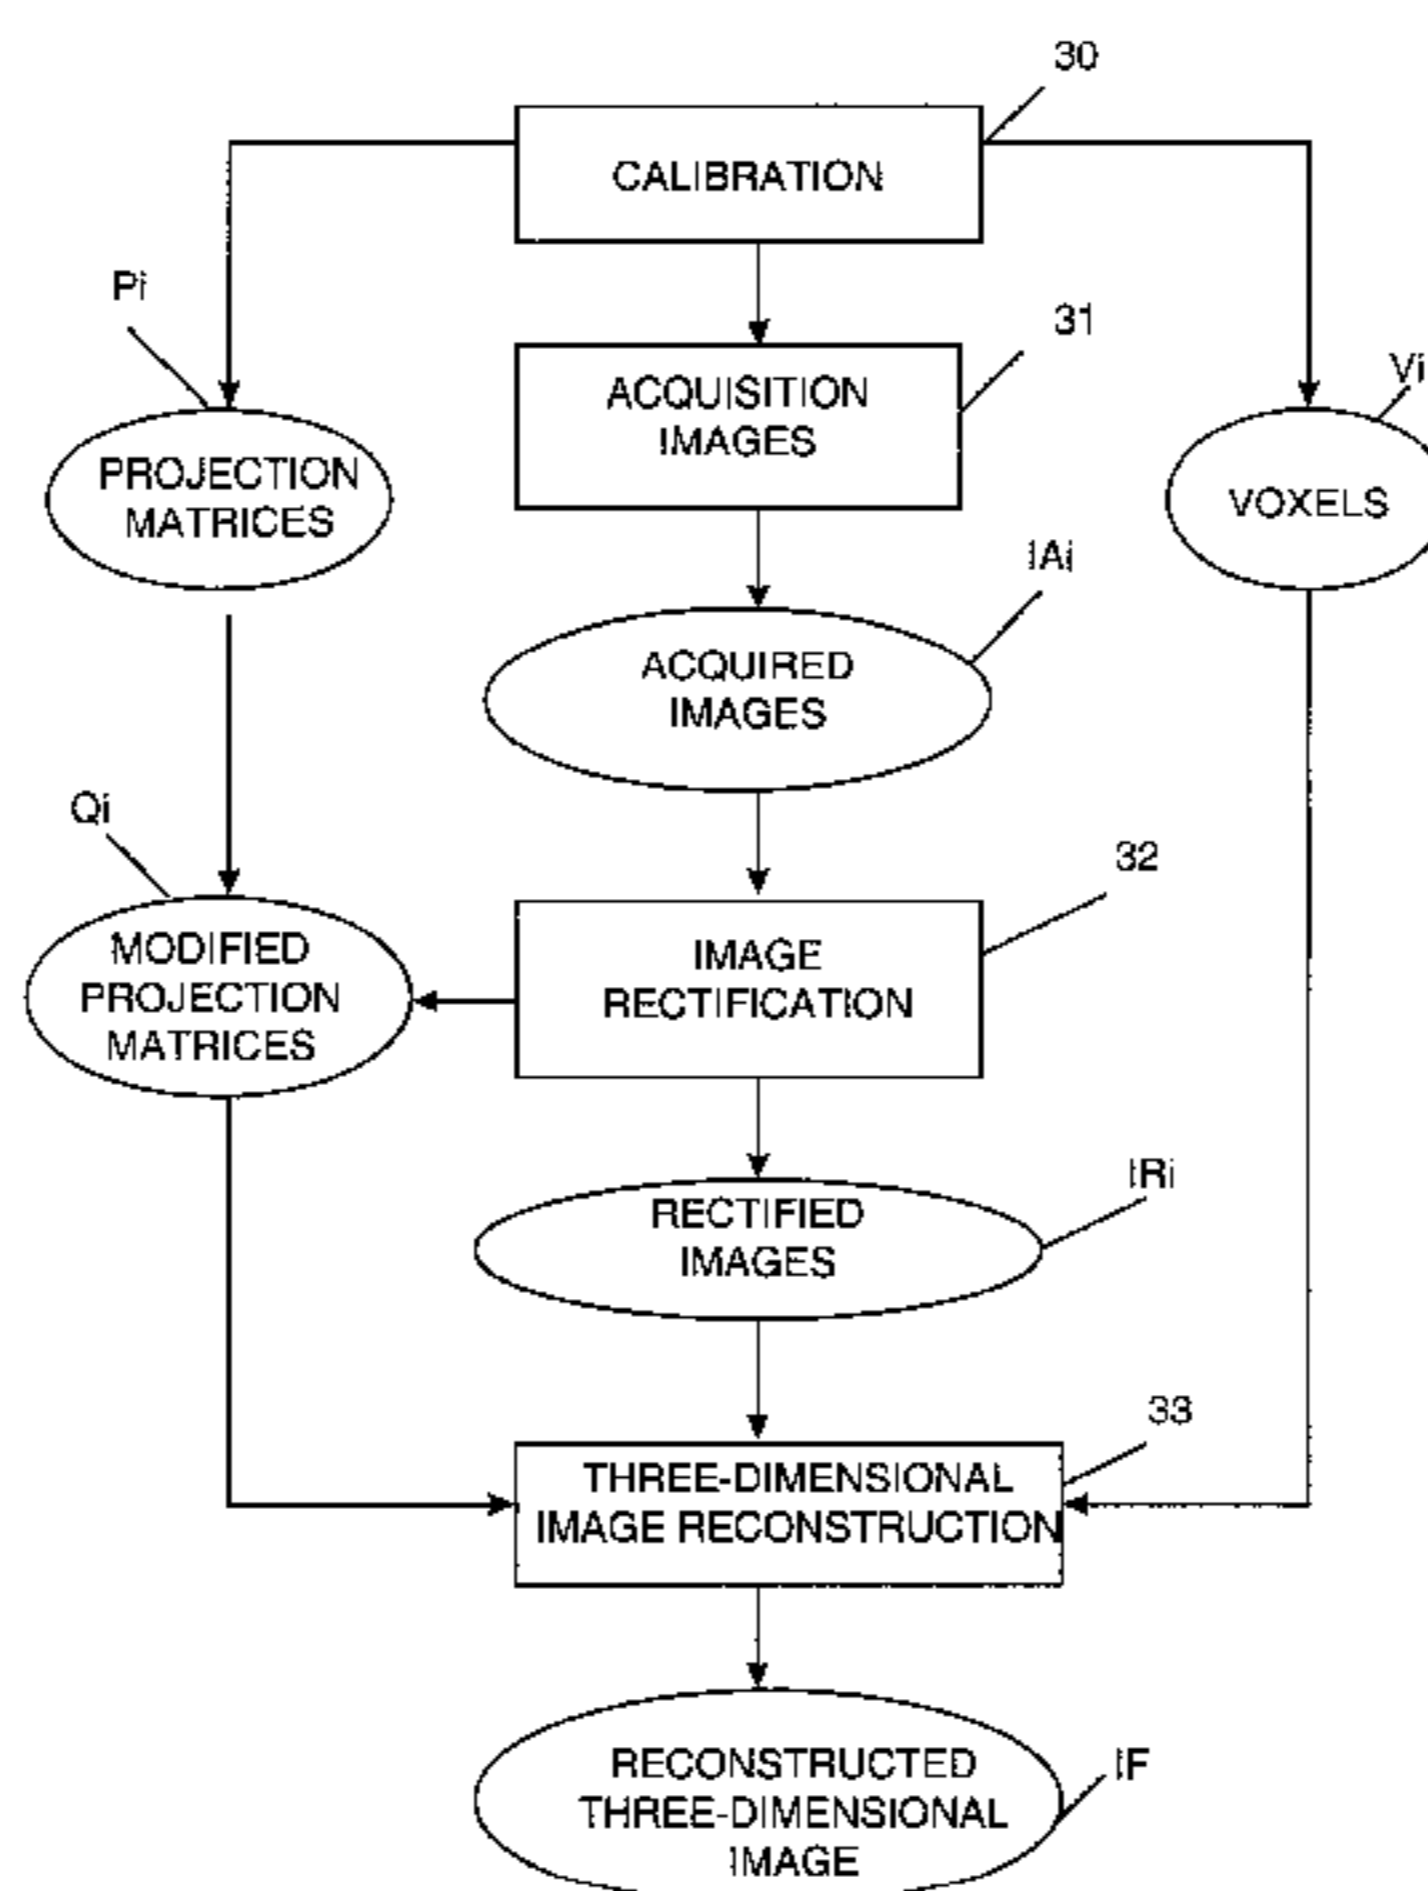 30
CALIBRATION
Pi
31
ACQUISITION
IMAGES
Vi
PROJECTION
MATRICES
VOXELS
IAi
ACQUIRED
IMAGES
Qi
32
MODIFIED
PROJECTION
MATRICES
IMAGE
RECTIFICATION
IRi
RECTIFIED
IMAGES
33
THREE-DIMENSIONAL
IMAGE RECONSTRUCTION
RECONSTRUCTED
THREE-DIMENSIONAL
IMAGE
IF